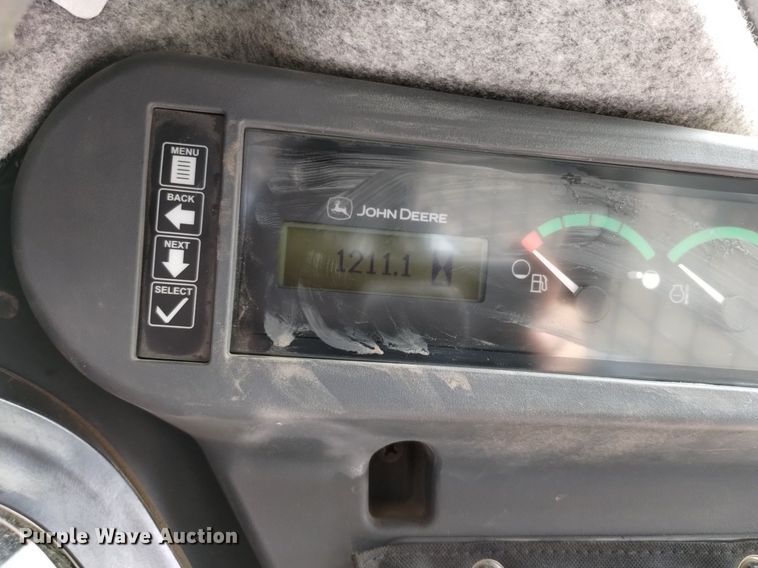 MENU
BACK
NEXT
SELECT
JOHN DEERE
1211.1
Purple Wave Auction